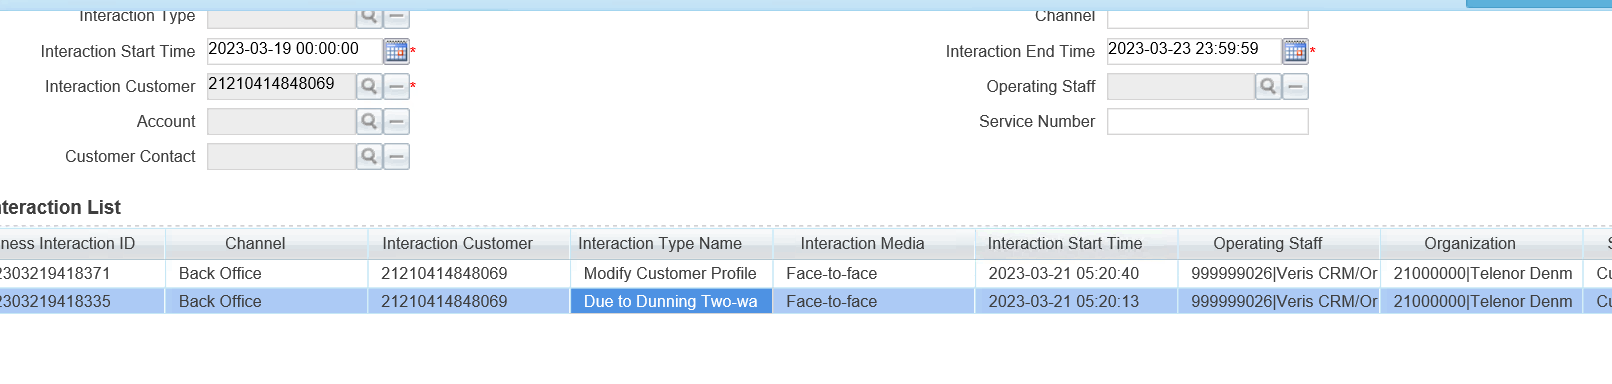 Interaction Type Channel
Interaction Start Time 2023-03-19 00:00:00 * Interaction End Time 2023-03-23 23:59:59 *
Interaction Customer 21210414848069 * Operating Staff
Account Service Number
Customer Contact
nteraction List
ness Interaction ID Channel Interaction Customer Interaction Type Name Interaction Media Interaction Start Time Operating Staff Organization S
2303219418371 Back Office 21210414848069 Modify Customer Profile Face-to-face 2023-03-21 05:20:40 999999026|Veris CRM/Or 21000000|Telenor Denm Cu
2303219418335 Back Office 21210414848069 Due to Dunning Two-wa Face-to-face 2023-03-21 05:20:13 999999026|Veris CRM/Or 21000000|Telenor Denm Cu